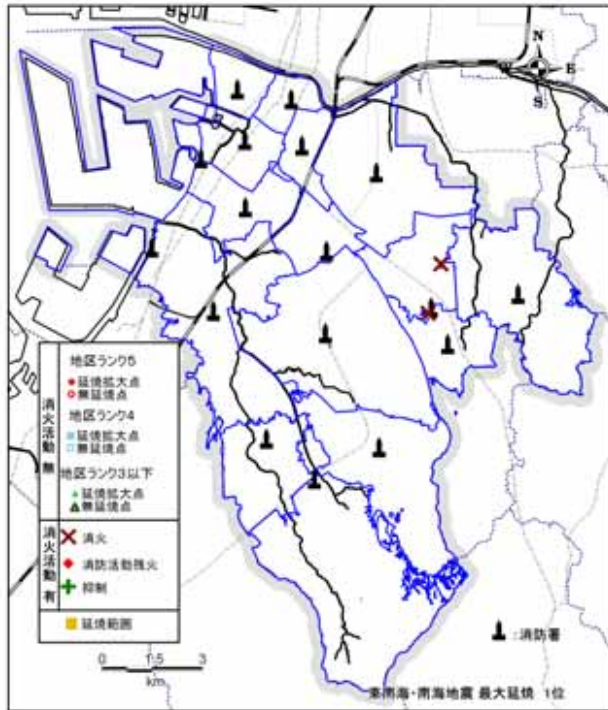 N
W E
S
消火活動 無
地区ランク5
延焼拡大点
無延焼点
地区ランク4
延焼拡大点
無延焼点
地区ランク3以下
延焼拡大点
無延焼点
消火活動 有
消火
消防活動残火
抑制
延焼範囲
0 1.5 3
km
:消防署
東南海・南海地震 最大延焼 1位